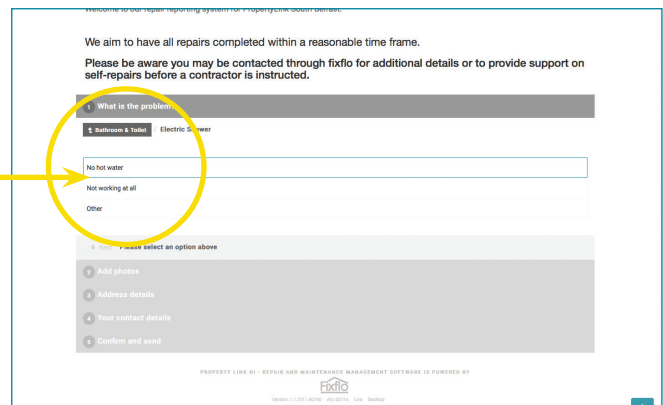 Welcome to our repair reporting system for PropertyLink South Belfast.
We aim to have all repairs completed within a reasonable time frame.
Please be aware you may be contacted through fixflo for additional details or to provide support on
self-repairs before a contractor is instructed.
1 What is the problem?
Bathroom & Toilet / Electric Shower
No hot water
Not working at all
Other
Next Please select an option above
2 Add photos
3 Address details
4 Your contact details
5 Confirm and send
PROPERTY LINK NI - REPAIR AND MAINTENANCE MANAGEMENT SOFTWARE IS POWERED BY
Fixflo
Live Desktop